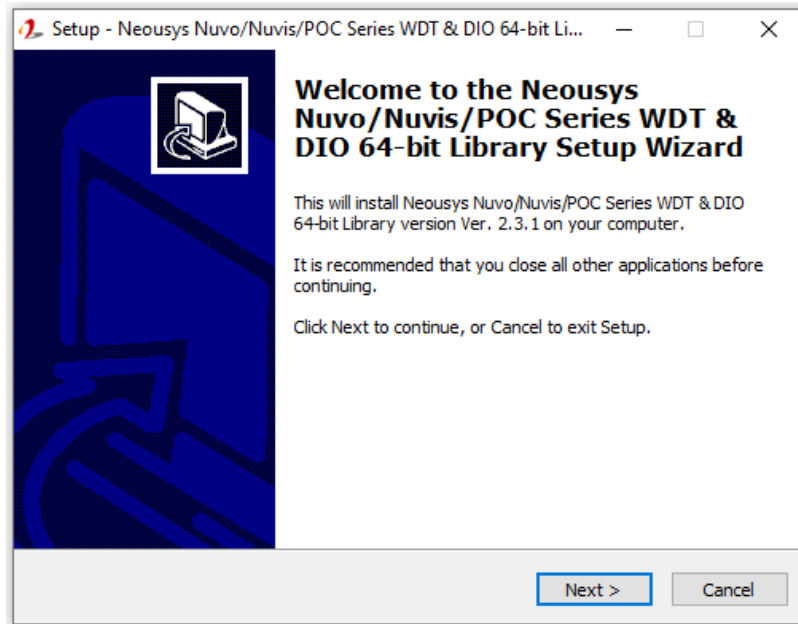 Setup - Neousys Nuvo/Nuvis/POC Series WDT & DIO 64-bit Li...
Welcome to the Neousys
Nuvo/Nuvis/POC Series WDT &
DIO 64-bit Library Setup Wizard
This will install Neousys Nuvo/Nuvis/POC Series WDT & DIO
64-bit Library version Ver. 2.3.1 on your computer.
It is recommended that you close all other applications before
continuing.
Click Next to continue, or Cancel to exit Setup.
Next >
Cancel